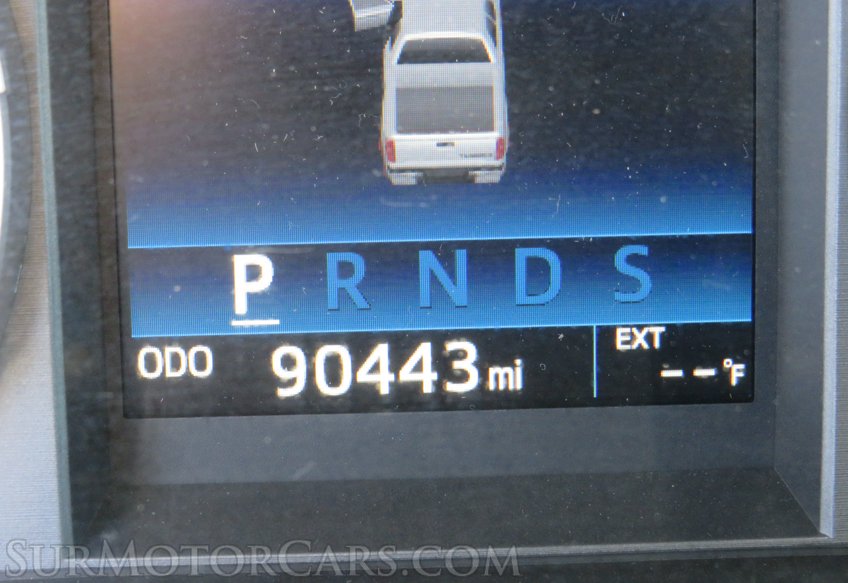 P R N D S
ODO 90443 mi
EXT
-- °F
SurMotorCars.com